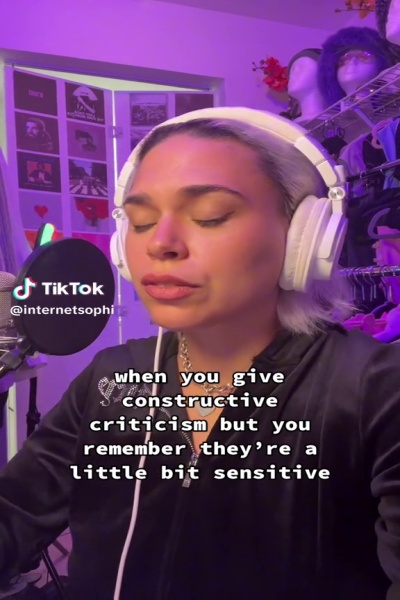 TikTok
@internetsophi
when you give
constructive
criticism but you
remember they're a
little bit sensitive